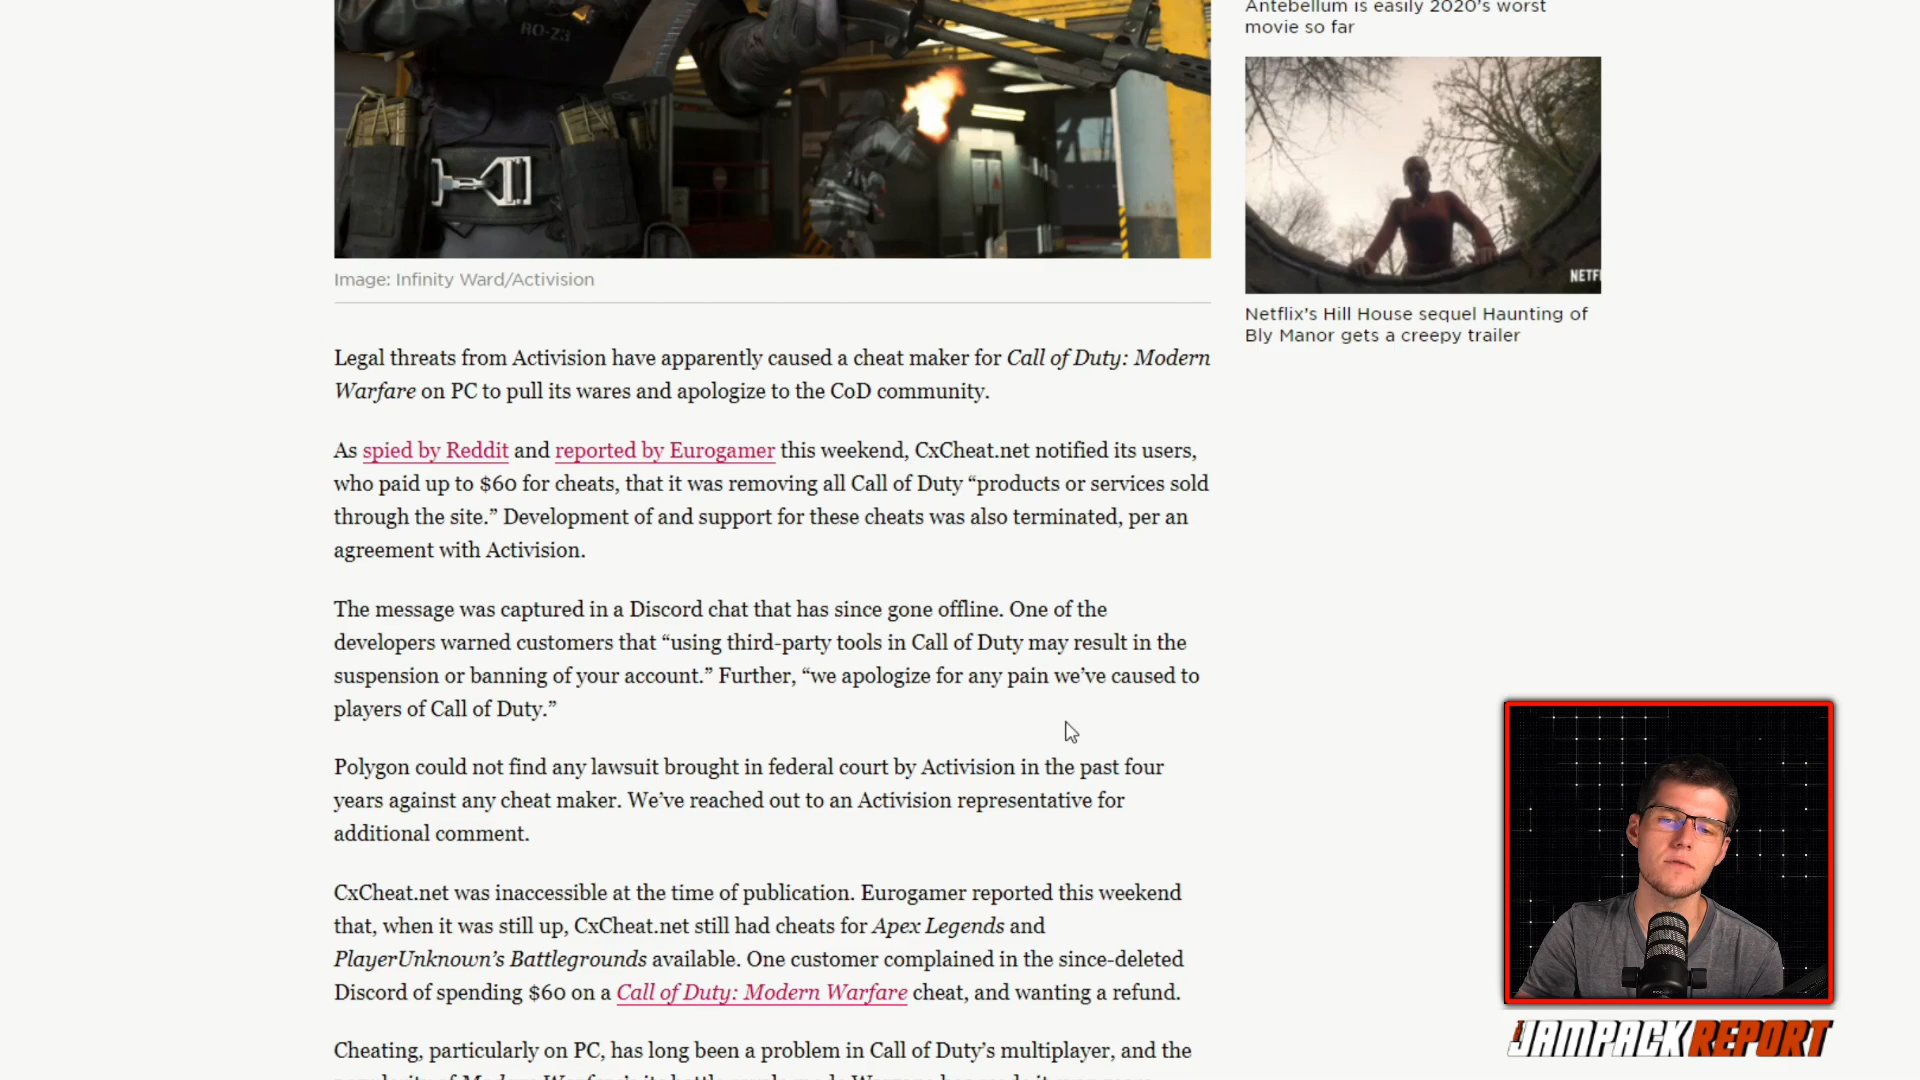 Antebellum is easily 2020's worst
movie so far
RO-Z3
NETF
Image: Infinity Ward/Activision
Netflix's Hill House sequel Haunting of
Bly Manor gets a creepy trailer
Legal threats from Activision have apparently caused a cheat maker for Call of Duty: Modern
Warfare on PC to pull its wares and apologize to the CoD community.
As spied by Reddit and reported by Eurogamer this weekend, CxCheat.net notified its users,
who paid up to $60 for cheats, that it was removing all Call of Duty “products or services sold
through the site.” Development of and support for these cheats was also terminated, per an
agreement with Activision.
The message was captured in a Discord chat that has since gone offline. One of the
developers warned customers that “using third-party tools in Call of Duty may result in the
suspension or banning of your account.” Further, “we apologize for any pain we’ve caused to
players of Call of Duty.”
Polygon could not find any lawsuit brought in federal court by Activision in the past four
years against any cheat maker. We’ve reached out to an Activision representative for
additional comment.
CxCheat.net was inaccessible at the time of publication. Eurogamer reported this weekend
that, when it was still up, CxCheat.net still had cheats for Apex Legends and
PlayerUnknown’s Battlegrounds available. One customer complained in the since-deleted
Discord of spending $60 on a Call of Duty: Modern Warfare cheat, and wanting a refund.
Cheating, particularly on PC, has long been a problem in Call of Duty’s multiplayer, and the
JAMPACK REPORT